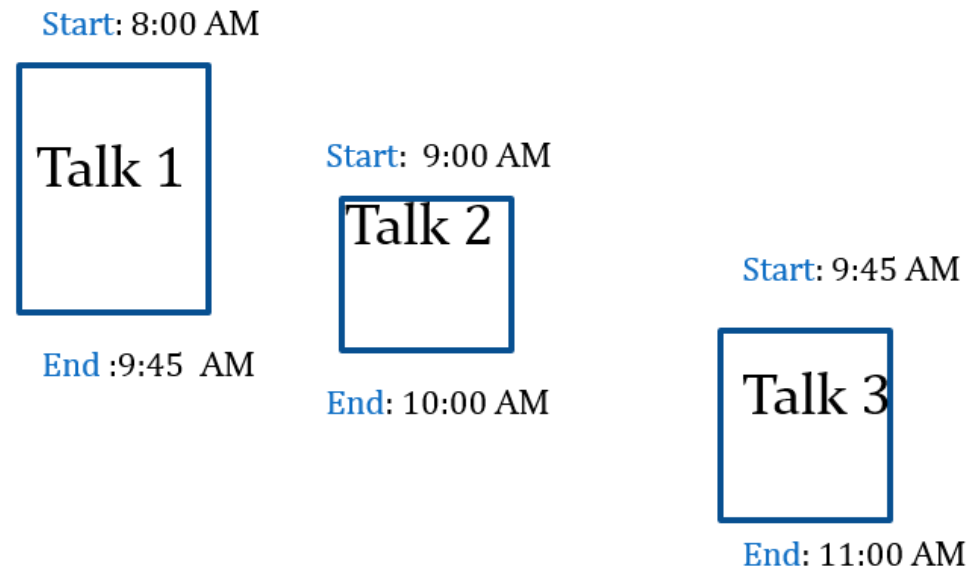 Start: 8:00 AM
Talk 1
End :9:45  AM
Start:  9:00 AM
Talk 2
End: 10:00 AM
Start: 9:45 AM
Talk 3
End: 11:00 AM